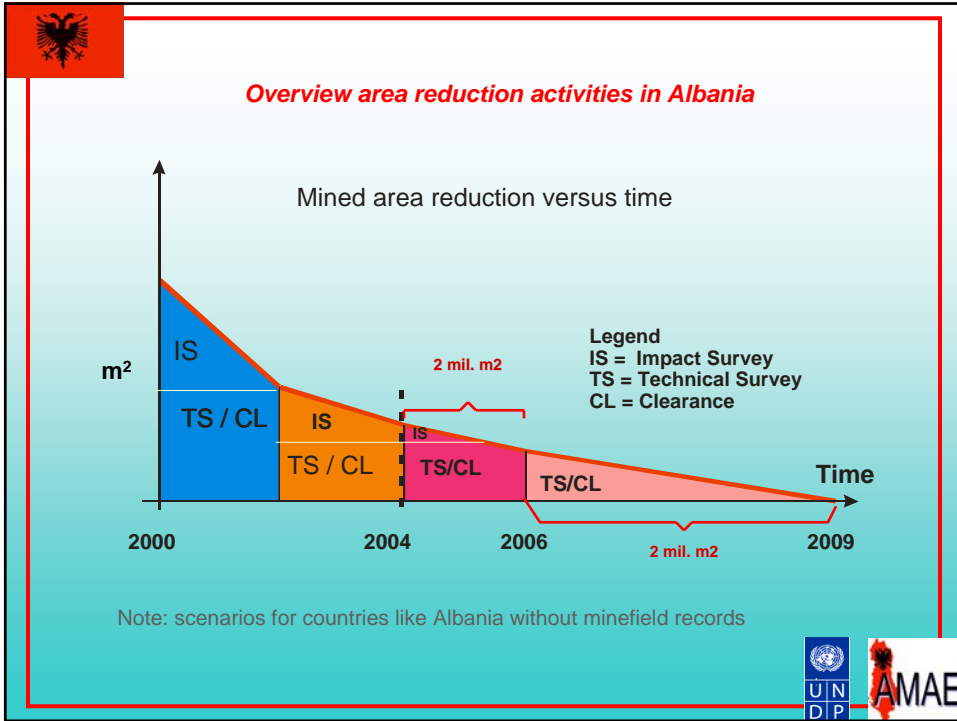 Overview area reduction activities in Albania
Mined area reduction versus time
m²
IS
TS / CL
IS
TS / CL
2 mil. m2
IS
TS/CL
TS/CL
Legend
IS = Impact Survey
TS = Technical Survey
CL = Clearance
Time
2000
2004
2006
2009
2 mil. m2
Note: scenarios for countries like Albania without minefield records
U N
D P
AMAE